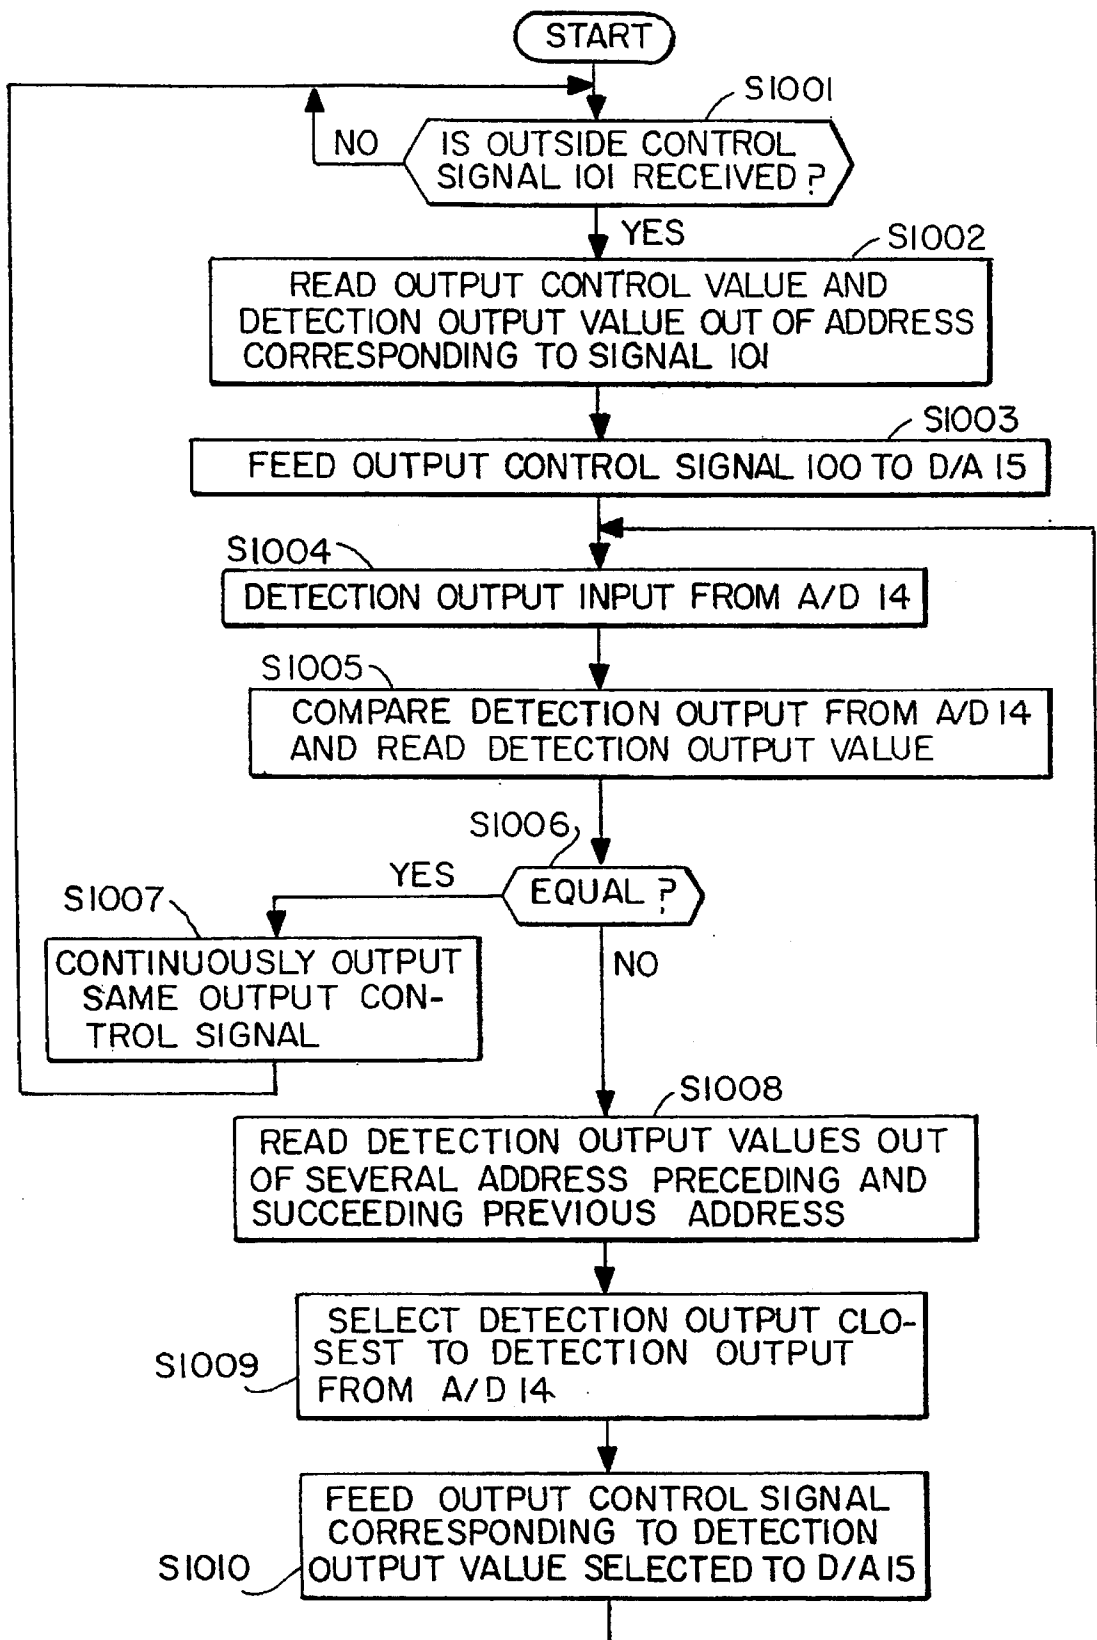 START
S1001
NO
IS OUTSIDE CONTROL
SIGNAL 101 RECEIVED?
YES
S1002
READ OUTPUT CONTROL VALUE AND
DETECTION OUTPUT VALUE OUT OF ADDRESS
CORRESPONDING TO SIGNAL 101
S1003
FEED OUTPUT CONTROL SIGNAL 100 TO D/A 15
S1004
DETECTION OUTPUT INPUT FROM A/D 14
S1005
COMPARE DETECTION OUTPUT FROM A/D 14
AND READ DETECTION OUTPUT VALUE
S1006
YES
EQUAL ?
S1007
CONTINUOUSLY OUTPUT
SAME OUTPUT CON-
TROL SIGNAL
NO
S1008
READ DETECTION OUTPUT VALUES OUT
OF SEVERAL ADDRESS PRECEDING AND
SUCCEEDING PREVIOUS ADDRESS
S1009
SELECT DETECTION OUTPUT CLO-
SEST TO DETECTION OUTPUT
FROM A/D 14
S1010
FEED OUTPUT CONTROL SIGNAL
CORRESPONDING TO DETECTION
OUTPUT VALUE SELECTED TO D/A 15